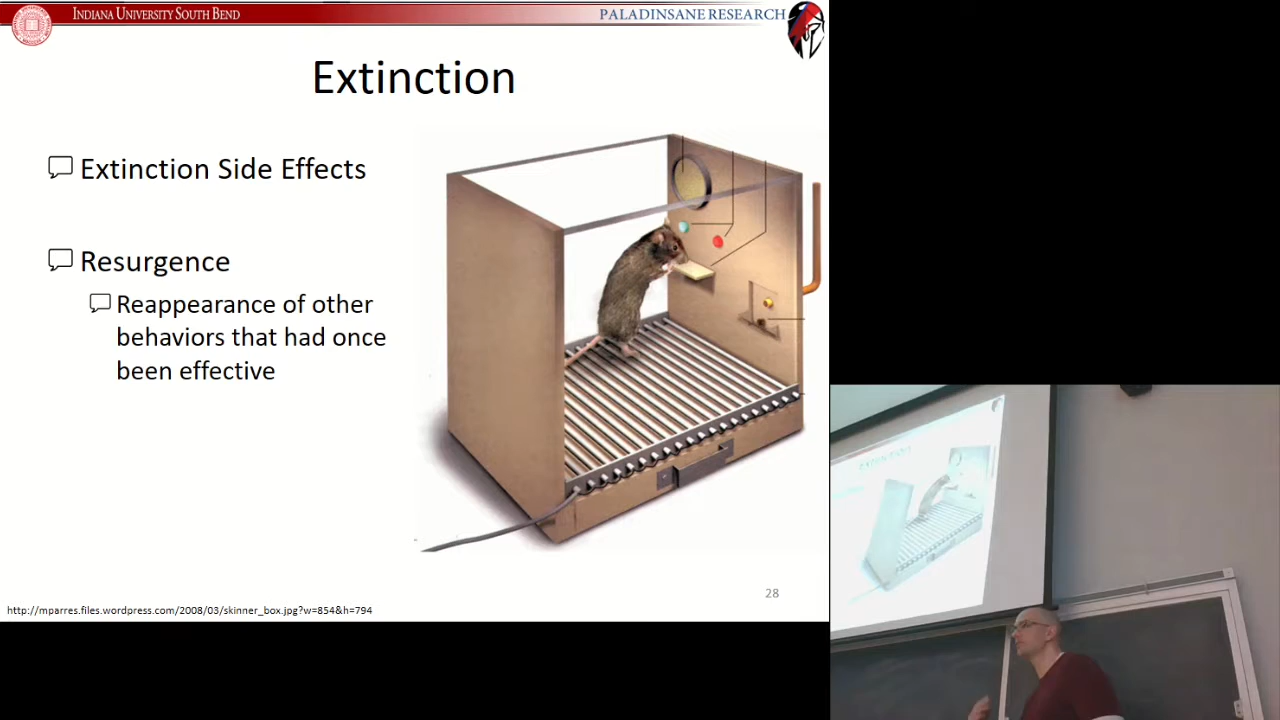 INDIANA UNIVERSITY SOUTH BEND
PALADINSANE RESEARCH
Extinction
Extinction Side Effects
Resurgence
Reappearance of other
behaviors that had once
been effective
28
http://mparres.files.wordpress.com/2008/03/skinner_box.jpg?w=854&h=794